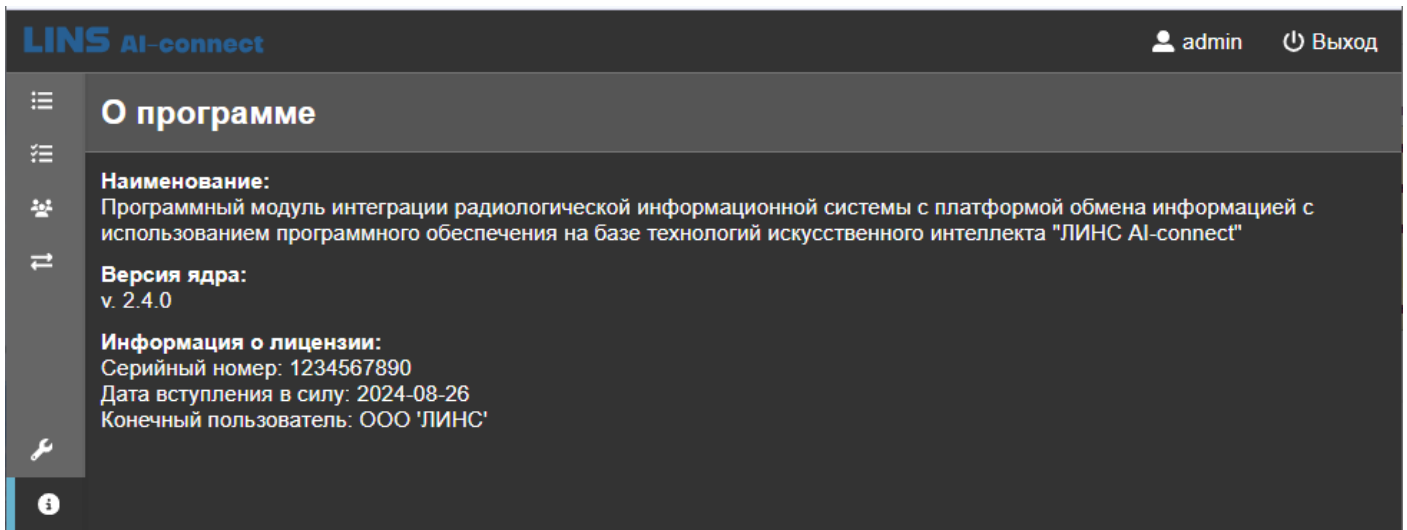 LINS AI-connect
admin
Выход
О программе
Наименование:
Программный модуль интеграции радиологической информационной системы с платформой обмена информацией с
использованием программного обеспечения на базе технологий искусственного интеллекта "ЛИНС AI-connect"
Версия ядра:
v. 2.4.0
Информация о лицензии:
Серийный номер: 1234567890
Дата вступления в силу: 2024-08-26
Конечный пользователь: ООО 'ЛИНС'